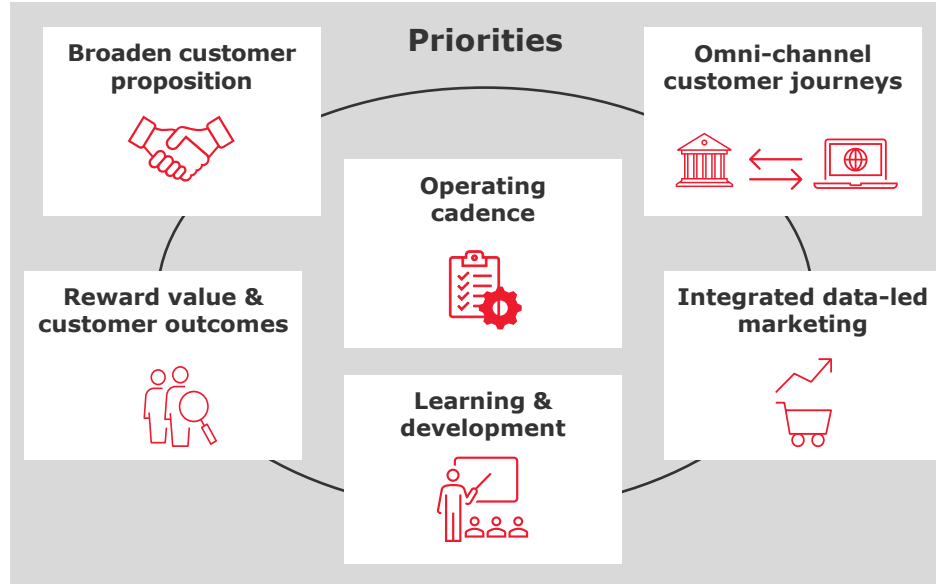 Priorities
Broaden customer
proposition
Omni-channel
customer journeys
Operating
cadence
Reward value &
customer outcomes
Integrated data-led
marketing
Learning &
development